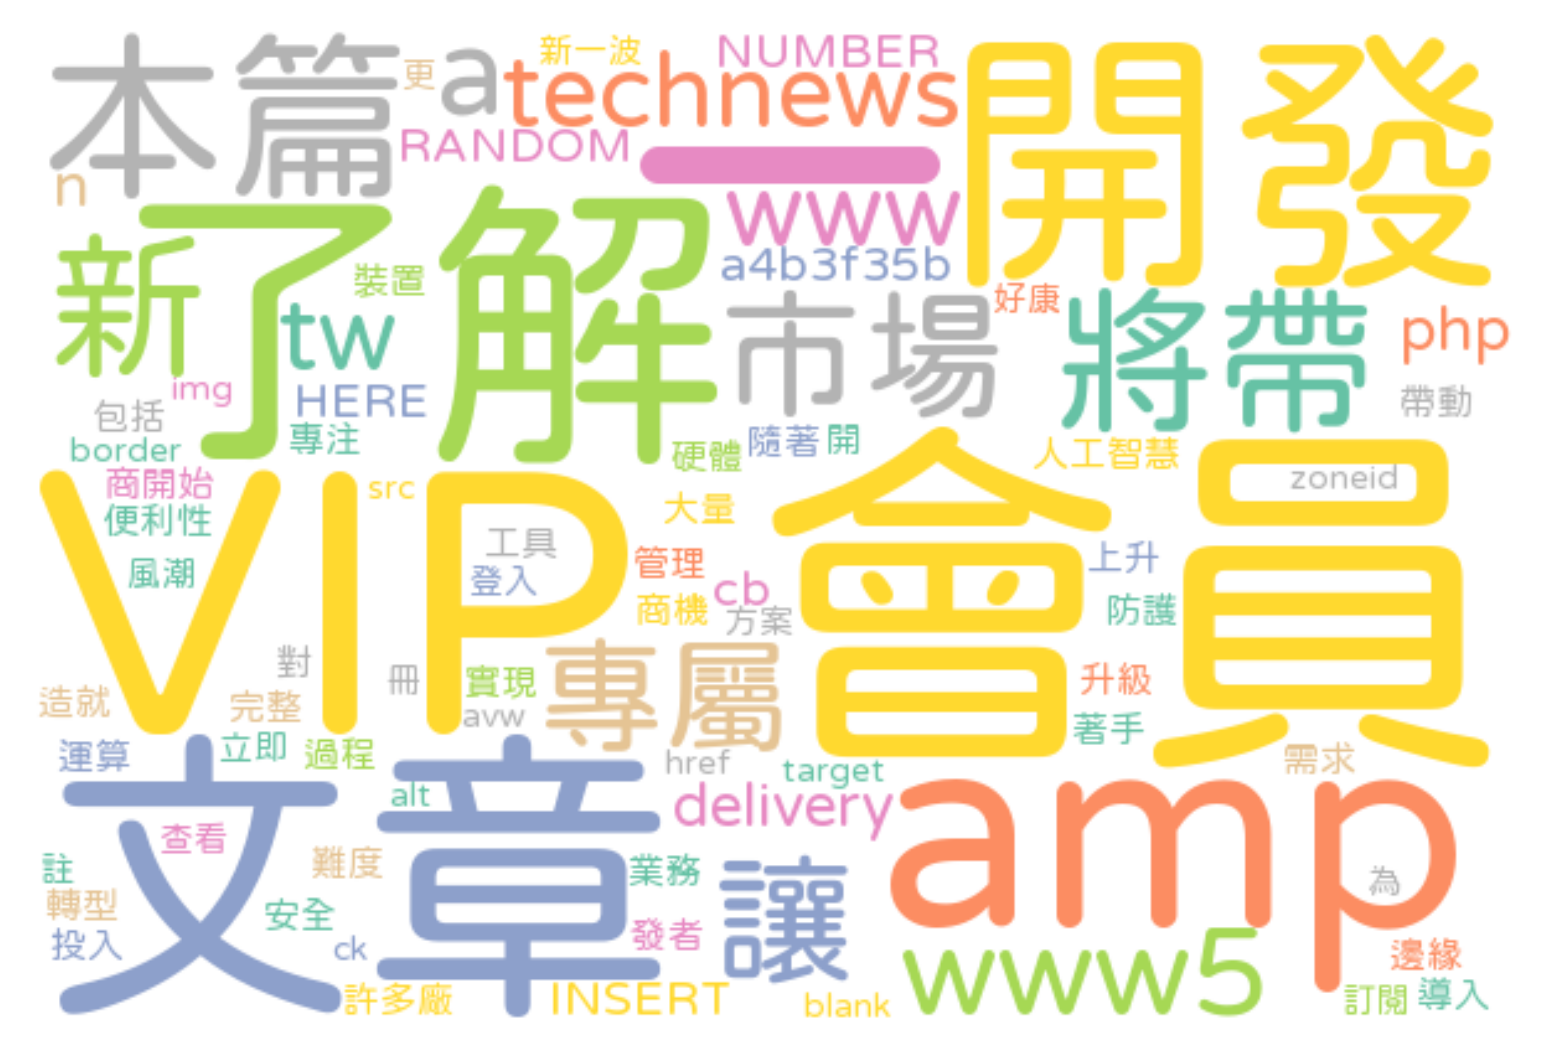 本篇
更
a
新一波
technews
NUMBER
開發
RANDOM
一
n
www
了解
新
裝置
a4b3f35b
tw
市場
好康
將帶
php
img
HERE
包括
帶動
border
專注
硬體
隨著
開
人工智慧
商開始
src
VIP會員
zoneid
大量
便利性
工具
風潮
登入
管理
cb
上升
商機
方案
防護
對
冊
實現
專屬
升級
造就
完整
avw
著手
運算
立即
過程
文章
href
target
需求
alt
delivery
amp
查看
註
難度
業務
讓
為
轉型
安全
投入
ck
發者
www5
邊緣
許多廠
INSERT
blank
訂閱
導入